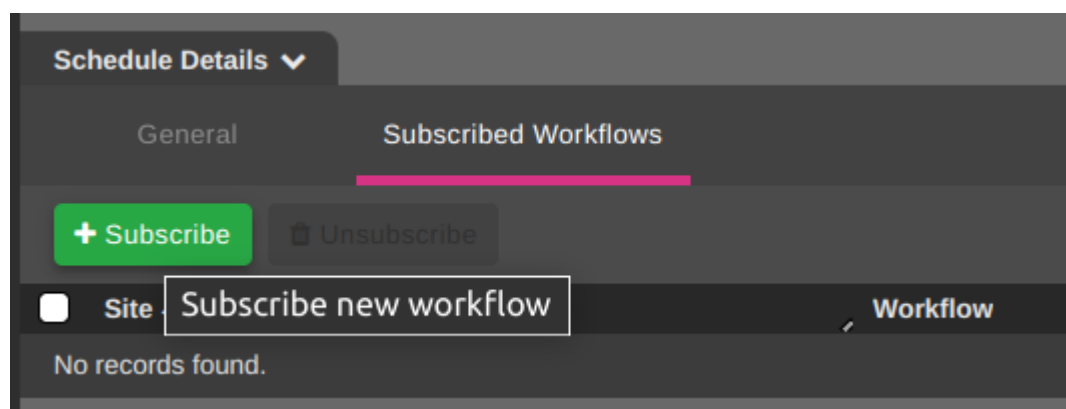 Schedule Details
General Subscribed Workflows
+ Subscribe Unsubscribe
Site Subscribe new workflow Workflow
No records found.